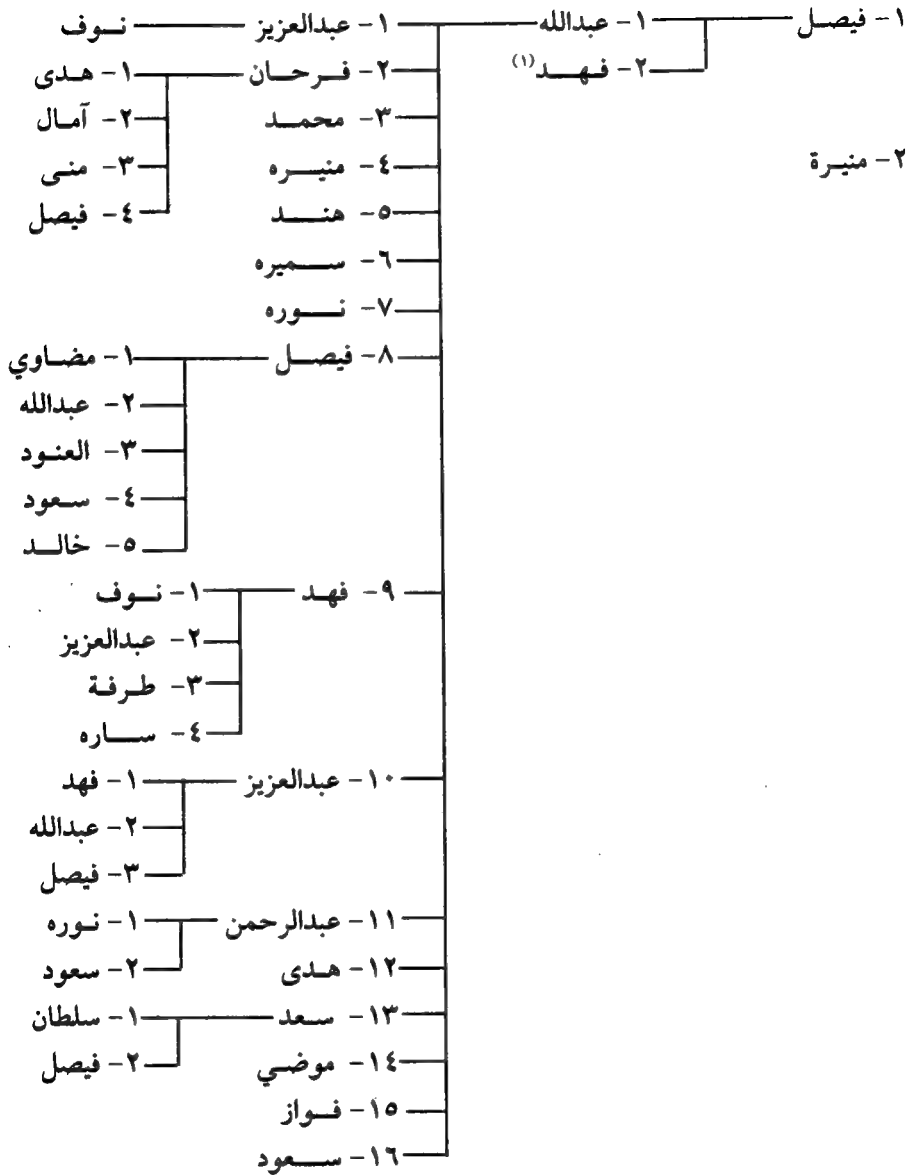 ١- فيصل ١- عبدالله ١- عبدالعزيز نوف
٢- فهد(١) ٢- فرحان ١- هدى
٣- محمد ٢- آمال
٢- منيرة ٤- منيره ٣- منى
٥- هند ٤- فيصل
٦- سميره
٧- نوره
٨- فيصل ١- مضاوي
٢- عبدالله
٣- العنود
٤- سعود
٥- خالد
٩- فهد ١- نوف
٢- عبدالعزيز
٣- طرفة
٤- ساره
١٠- عبدالعزيز ١- فهد
٢- عبدالله
٣- فيصل
١١- عبدالرحمن ١- نوره
١٢- هدى ٢- سعود
١٣- سعد ١- سلطان
١٤- موضي ٢- فيصل
١٥- فواز
١٦- سعود